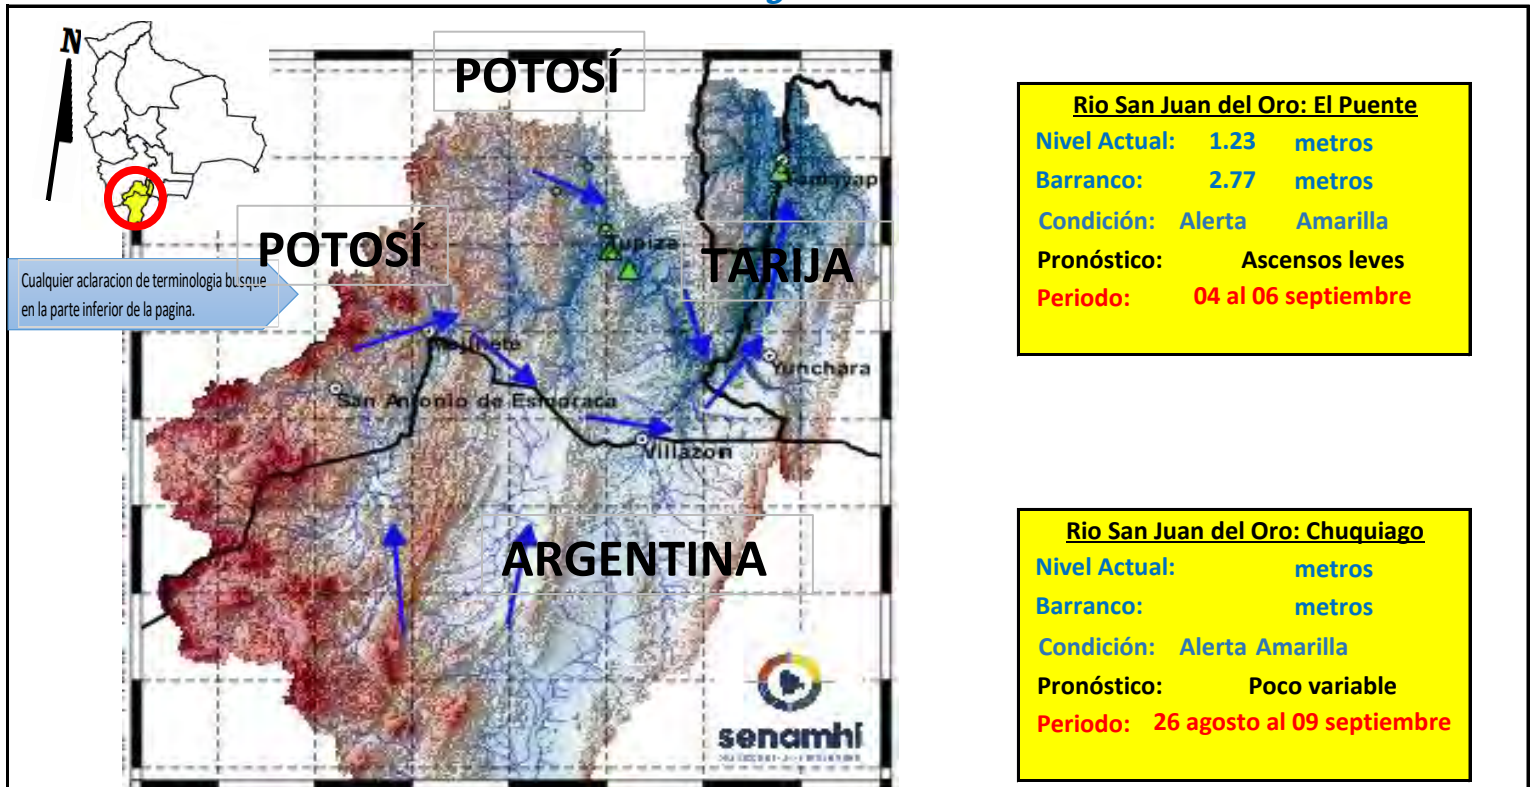 N
POTOSÍ
POTOSÍ
TARIJA
ARGENTINA
Cualquier aclaracion de terminologia busque
en la parte inferior de la pagina.
Tupiza
Yunchara
San Antonio de Esmoraca
Villazon
senamhi
Rio San Juan del Oro: El Puente
Nivel Actual: 1.23 metros
Barranco: 2.77 metros
Condición: Alerta Amarilla
Pronóstico: Ascensos leves
Periodo: 04 al 06 septiembre
Rio San Juan del Oro: Chuquiago
Nivel Actual: metros
Barranco: metros
Condición: Alerta Amarilla
Pronóstico: Poco variable
Periodo: 26 agosto al 09 septiembre